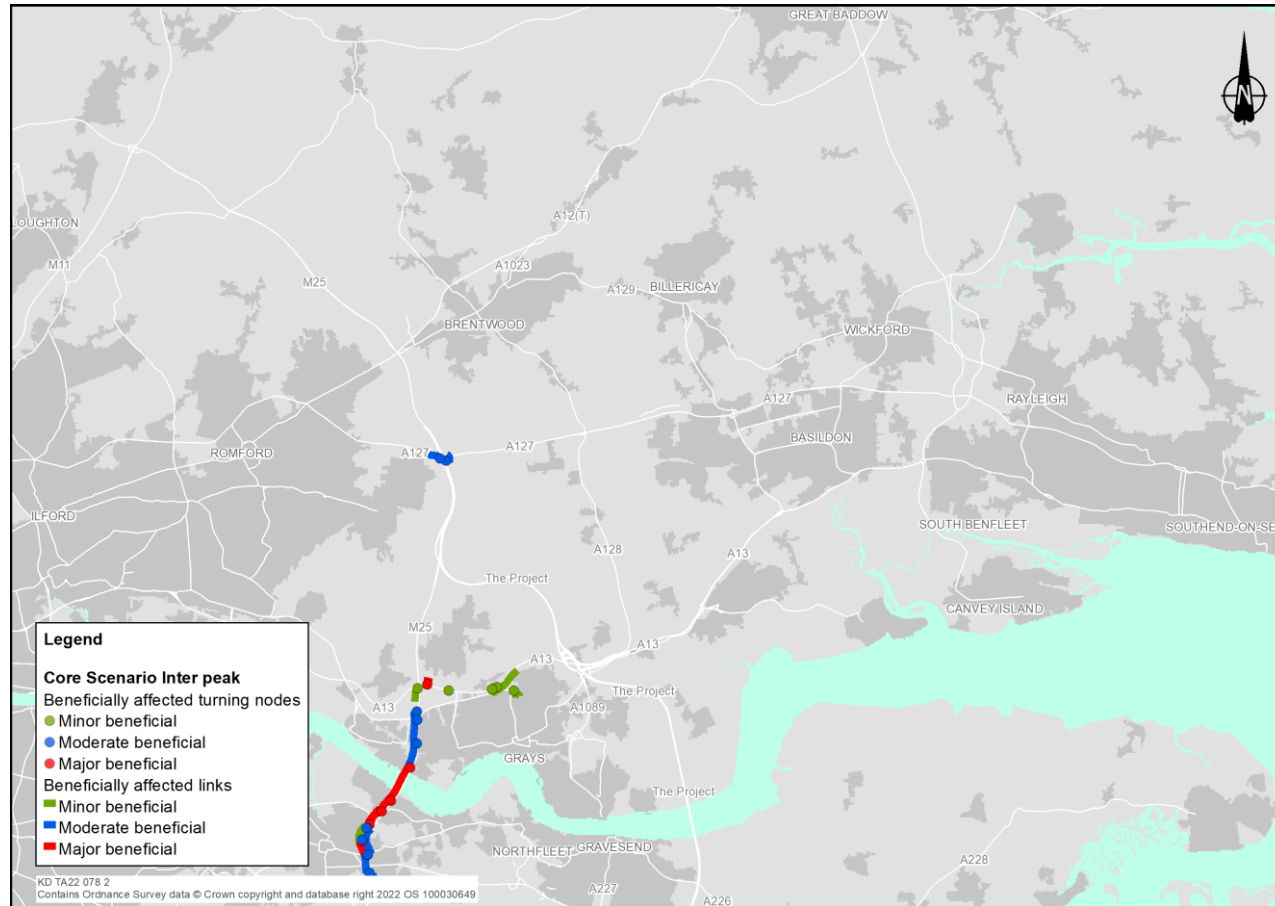 GREAT BADDOW
N
A12(T)
LOUGHTON
M11
M25
A1023
A129
BILLERICAY
BRENTWOOD
WICKFORD
A127
RAYLEIGH
BASILDON
A127
A127
ROMFORD
ILFORD
SOUTH BENFLEET
SOUTHEND-ON-SE
A128
A13
The Project
CANVEY ISLAND
M25
A13
The Project
A13
A1089
GRAYS
The Project
NORTHFLEET
GRAVESEND
A228
A227
A226
Legend
Core Scenario Inter peak
Beneficially affected turning nodes
Minor beneficial
Moderate beneficial
Major beneficial
Beneficially affected links
Minor beneficial
Moderate beneficial
Major beneficial
KD TA22 078 2
Contains Ordnance Survey data © Crown copyright and database right 2022 OS 100030649